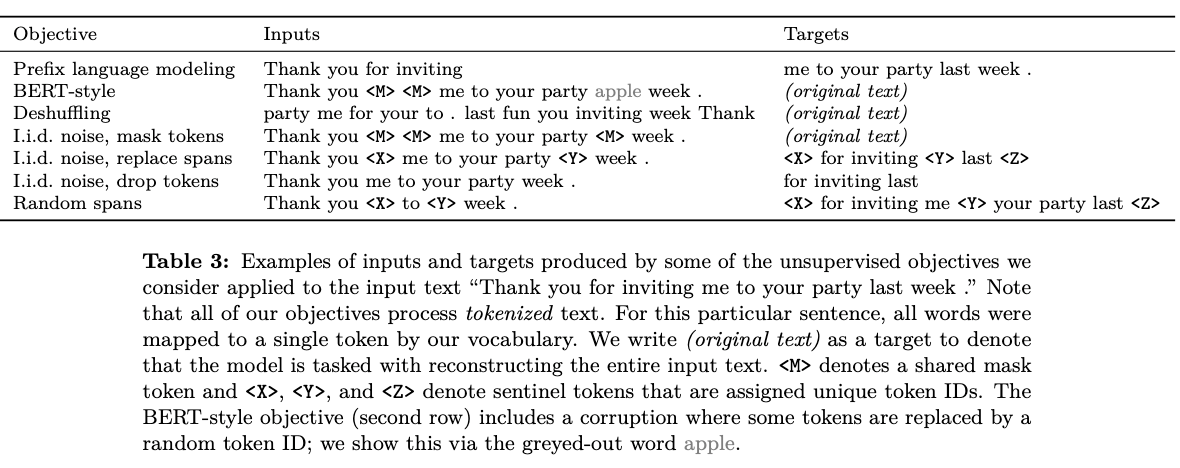 Objective Inputs Targets
Prefix language modeling Thank you for inviting me to your party last week .
BERT-style Thank you <M> <M> me to your party apple week . (original text)
Deshuffling party me for your to . last fun you inviting week Thank (original text)
I.i.d. noise, mask tokens Thank you <M> <M> me to your party <M> week . (original text)
I.i.d. noise, replace spans Thank you <X> me to your party <Y> week . <X> for inviting <Y> last <Z>
I.i.d. noise, drop tokens Thank you me to your party week . for inviting last
Random spans Thank you <X> to <Y> week . <X> for inviting me <Y> your party last <Z>
Table 3: Examples of inputs and targets produced by some of the unsupervised objectives we
consider applied to the input text “Thank you for inviting me to your party last week .” Note
that all of our objectives process tokenized text. For this particular sentence, all words were
mapped to a single token by our vocabulary. We write (original text) as a target to denote
that the model is tasked with reconstructing the entire input text. <M> denotes a shared mask
token and <X>, <Y>, and <Z> denote sentinel tokens that are assigned unique token IDs. The
BERT-style objective (second row) includes a corruption where some tokens are replaced by a
random token ID; we show this via the greyed-out word apple.